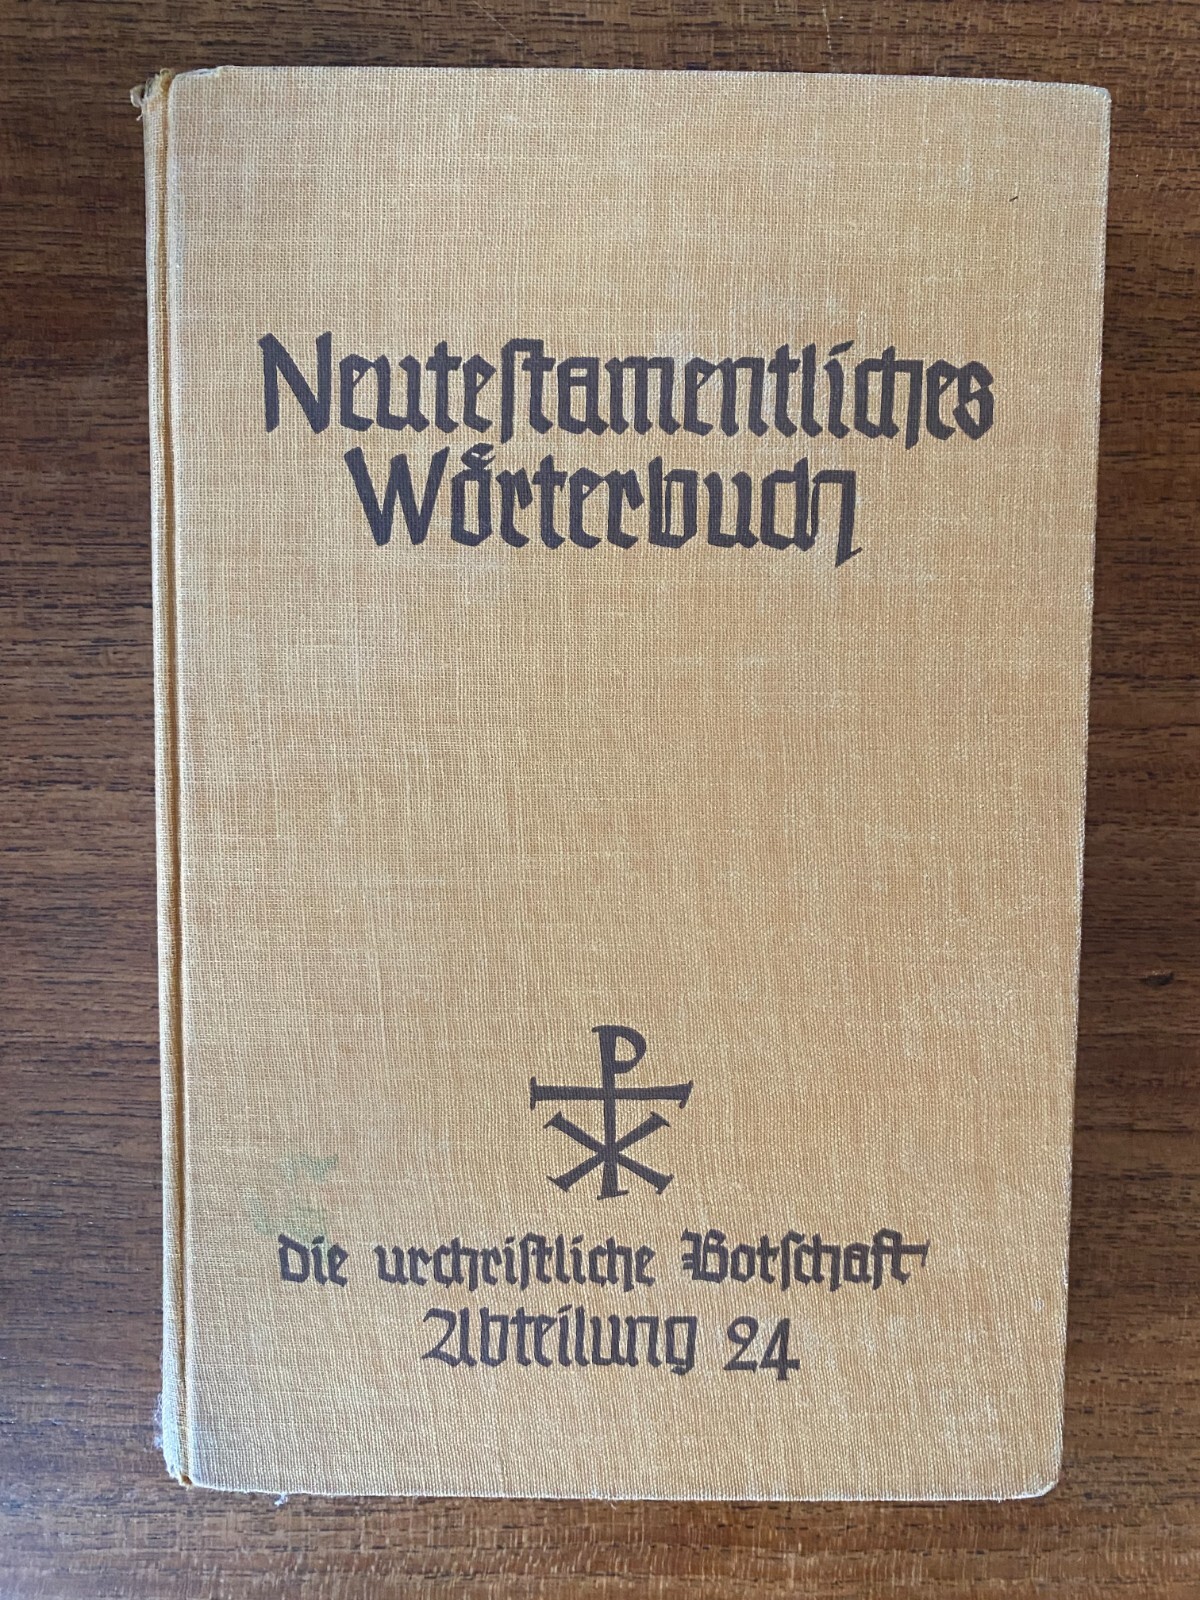 Neutestamentliches
Wörterbuch
Die urchristliche Botschaft
Abteilung 24